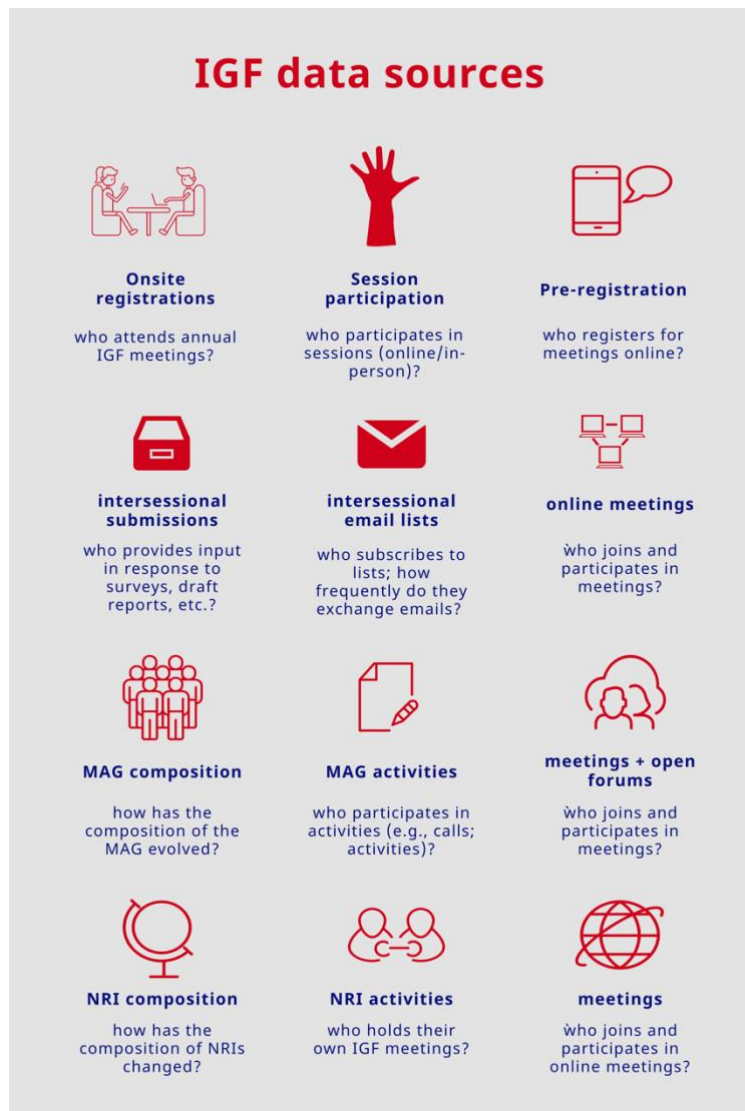 IGF data sources
Onsite
registrations
who attends annual
IGF meetings?
Session
participation
who participates in
sessions (online/in-
person)?
Pre-registration
who registers for
meetings online?
intersessional
submissions
who provides input
in response to
surveys, draft
reports, etc.?
intersessional
email lists
who subscribes to
lists; how
frequently do they
exchange emails?
online meetings
ẁho joins and
participates in
meetings?
MAG composition
how has the
composition of the
MAG evolved?
MAG activities
who participates in
activities (e.g., calls;
activities)?
meetings + open
forums
ẁho joins and
participates in
meetings?
NRI composition
how has the
composition of NRIs
changed?
NRI activities
who holds their
own IGF meetings?
meetings
ẁho joins and
participates in
online meetings?